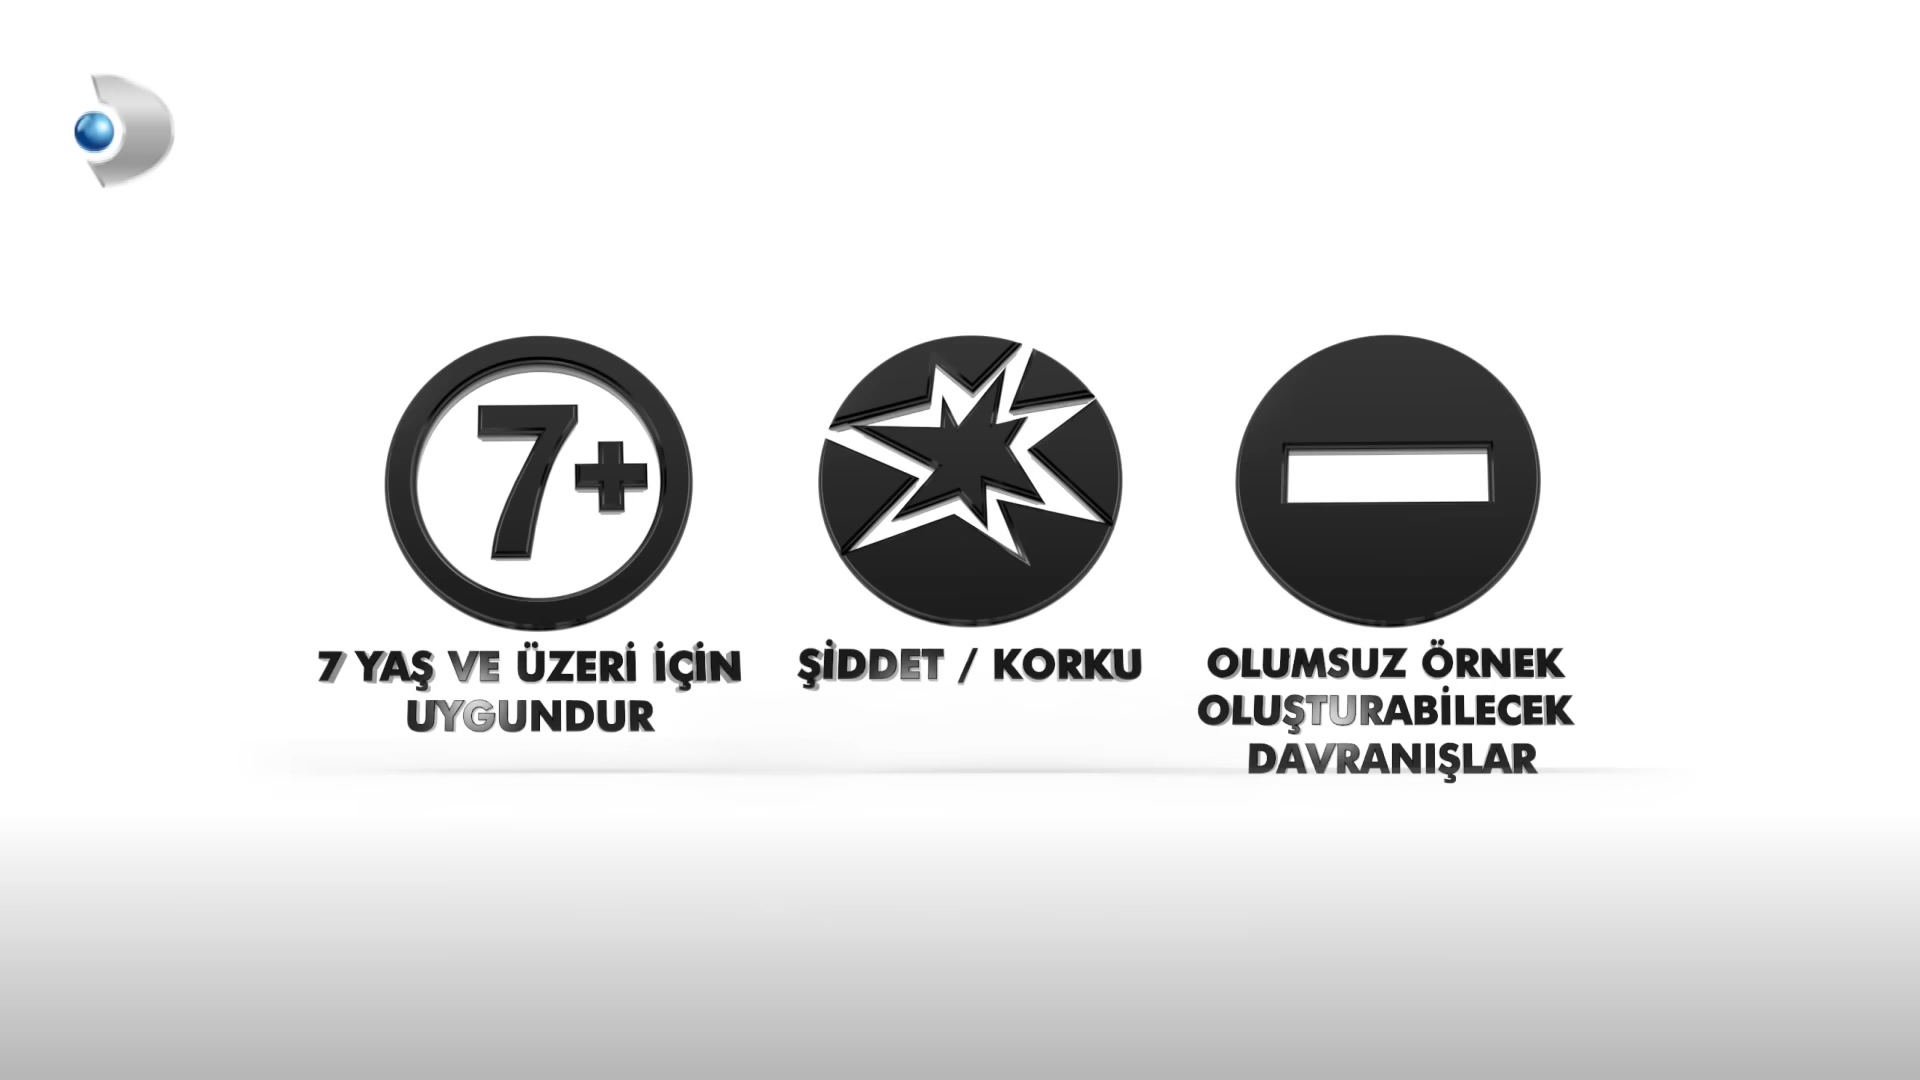 7+
7 YAŞ VE ÜZERİ İÇİN
UYGUNDUR
ŞİDDET / KORKU
OLUMSUZ ÖRNEK
OLUŞTURABİLECEK
DAVRANIŞLAR